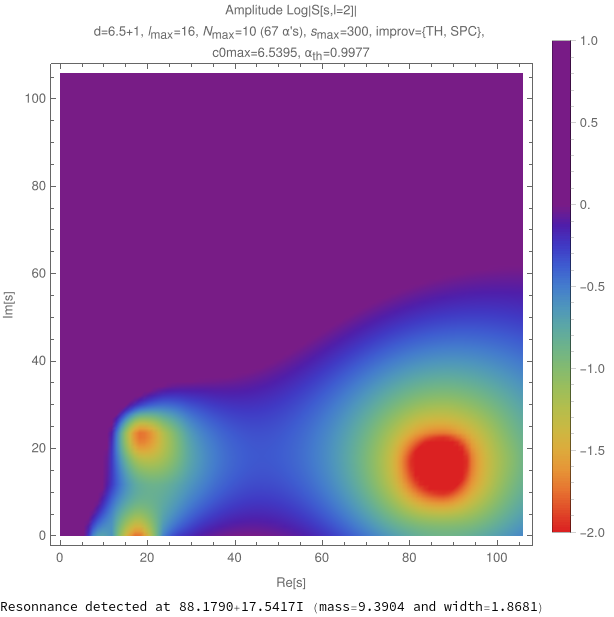 Amplitude Log|S[s,l=2]|
d=6.5+1, lmax=16, Nmax=10 (67 α's), smax=300, improv={TH, SPC},
c0max=6.5395, αth=0.9977
1.0
0.5
0.
−0.5
−1.0
−1.5
−2.0
100
80
60
40
20
0
Im[s]
0 20 40 60 80 100
Re[s]
Resonnance detected at 88.1790+17.5417I (mass=9.3904 and width=1.8681)